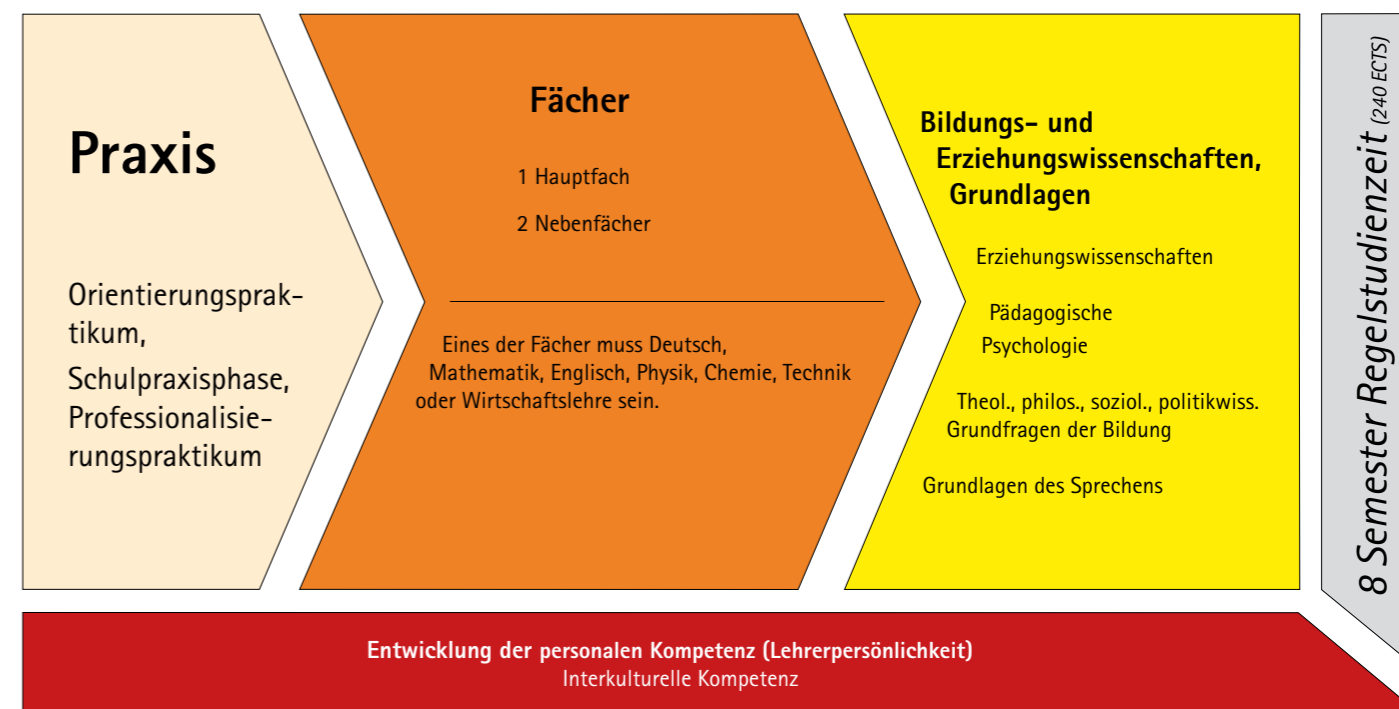 Praxis
Orientierungsprak-
tikum,
Schulpraxisphase,
Professionalisie-
rungspraktikum
Fächer
1 Hauptfach
2 Nebenfächer
Eines der Fächer muss Deutsch,
Mathematik, Englisch, Physik, Chemie, Technik
oder Wirtschaftslehre sein.
Bildungs- und
Erziehungswissenschaften,
Grundlagen
Erziehungswissenschaften
Pädagogische
Psychologie
Theol., philos., soziol., politikwiss.
Grundfragen der Bildung
Grundlagen des Sprechens
8 Semester Regelstudienzeit (240 ECTS)
Entwicklung der personalen Kompetenz (Lehrerpersönlichkeit)
Interkulturelle Kompetenz